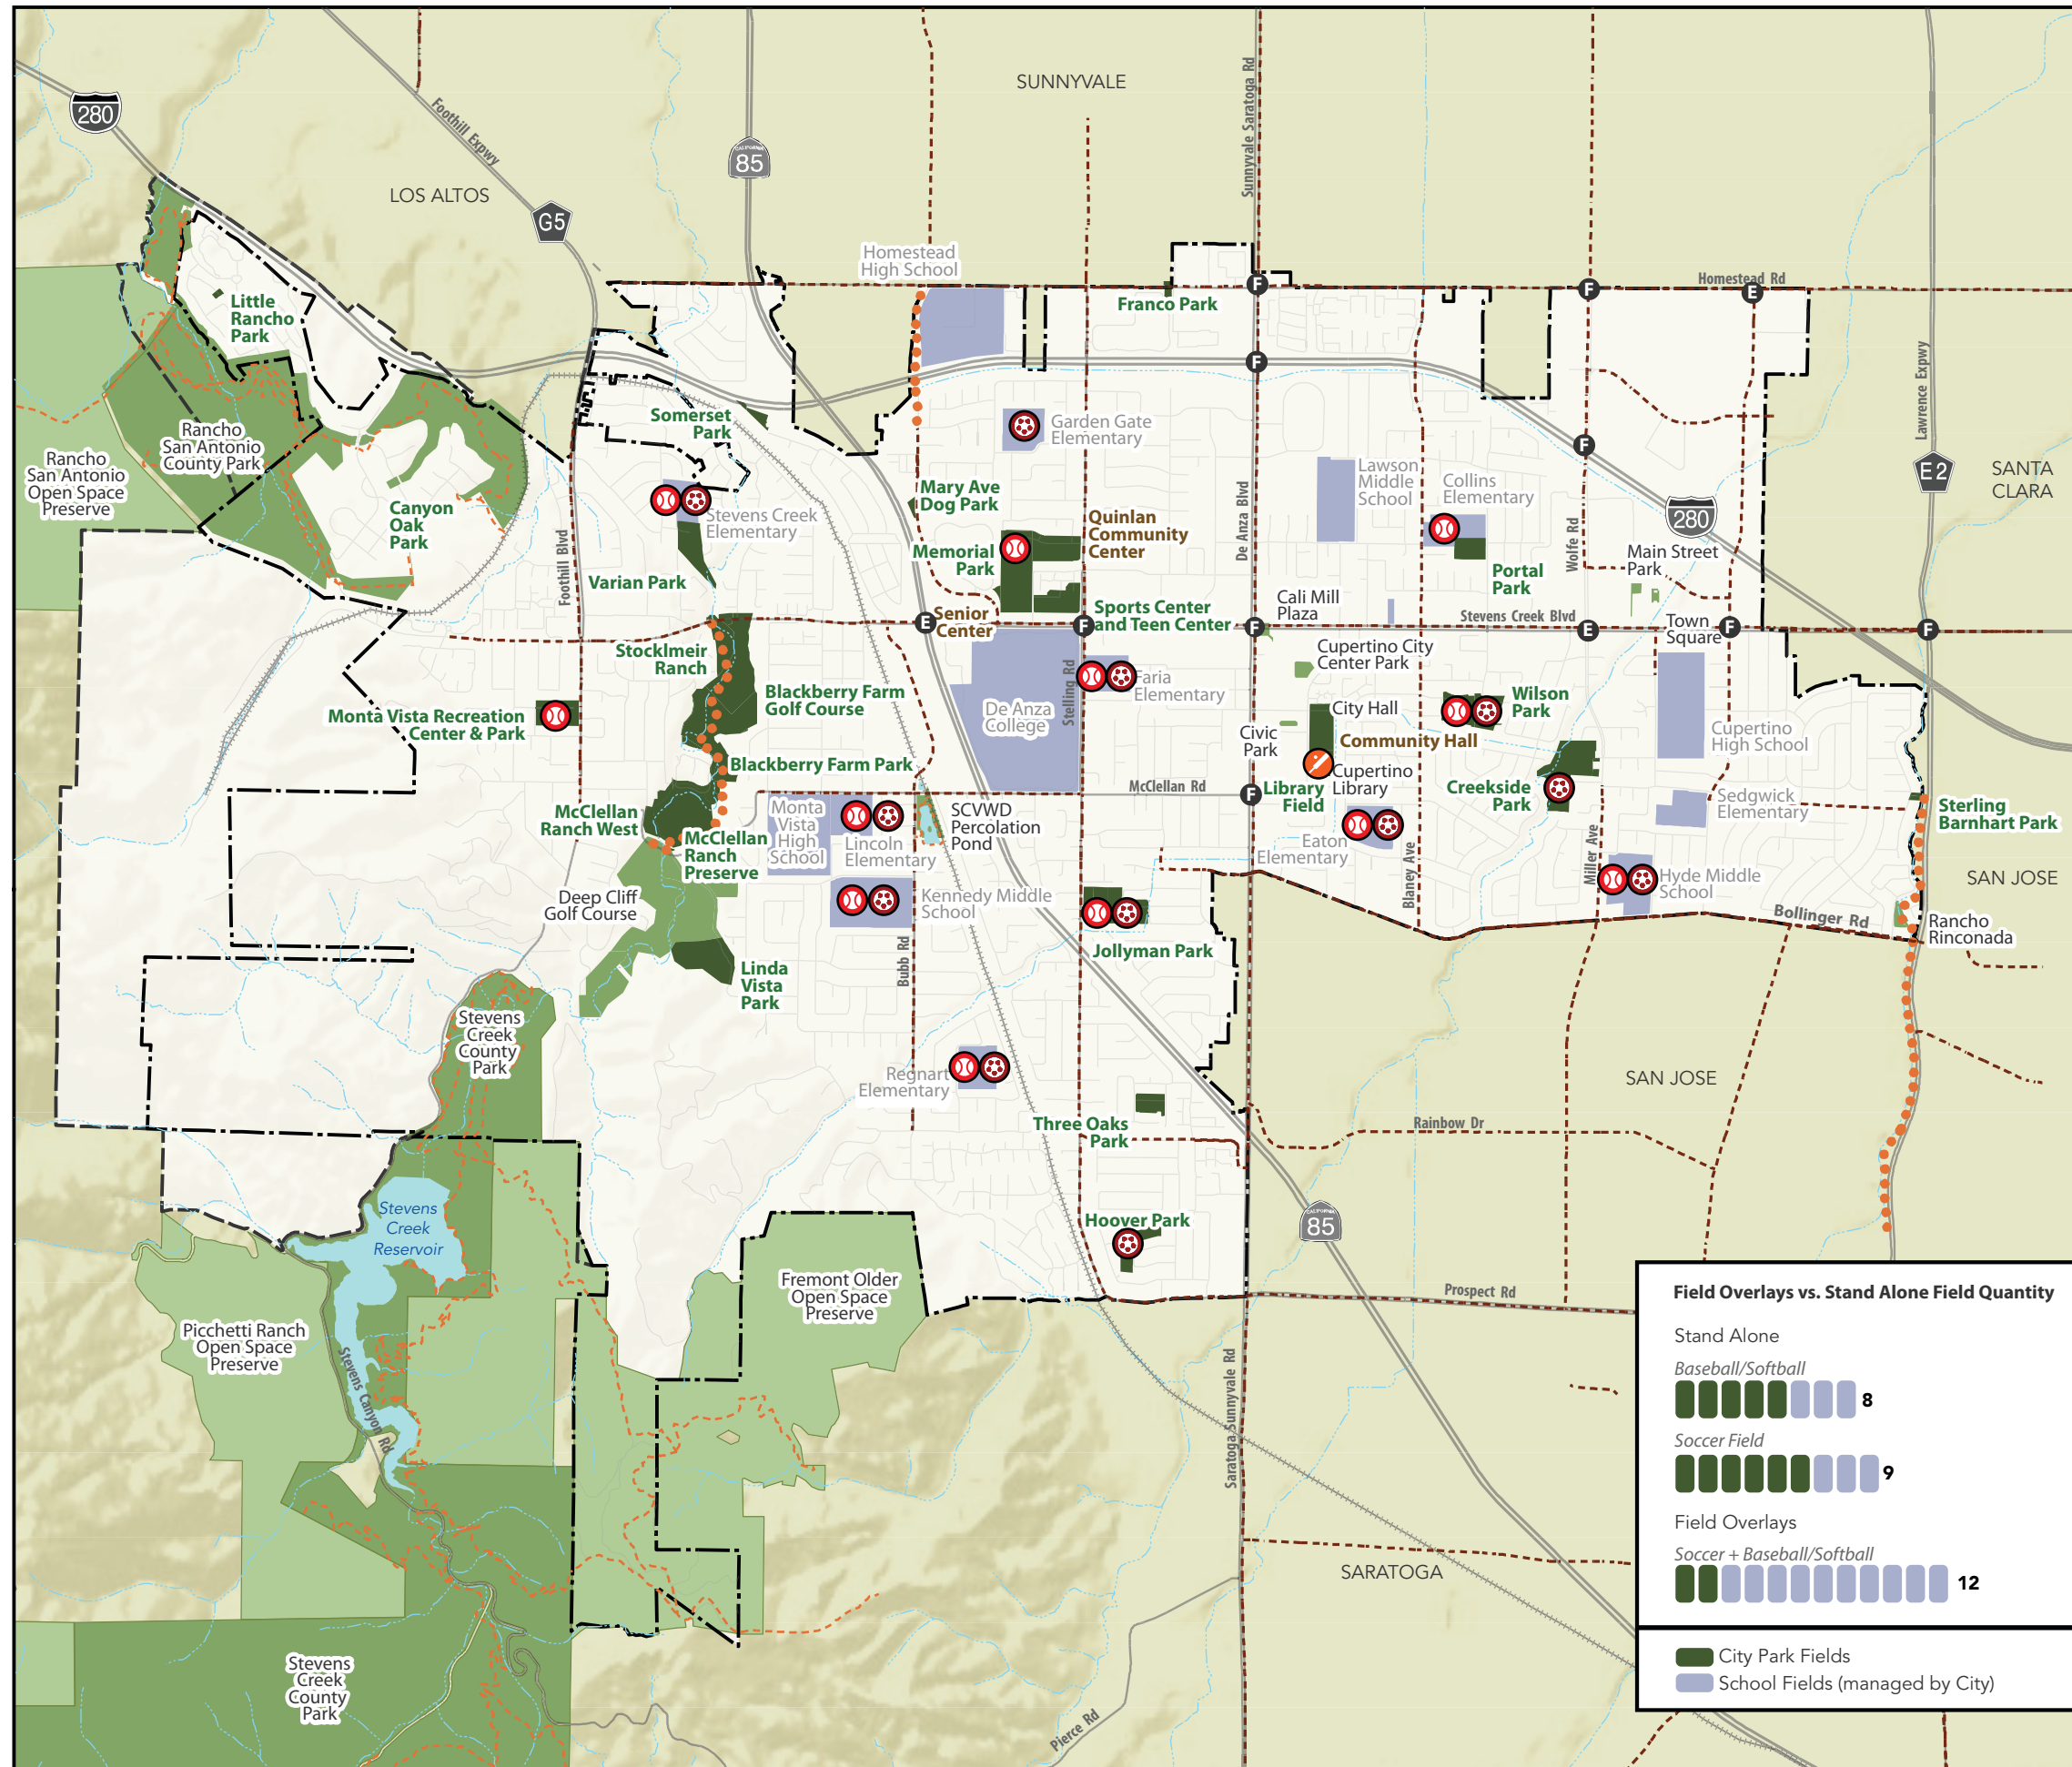 SUNNYVALE
280
Foothill Expwy
LOS ALTOS
G5
CALIFORNIA
85
Sunnyvale Saratoga Rd
Homestead
High School
Homestead Rd
F
F
E
Franco Park
Little
Rancho
Park
F
Lawrence Expwy
Rancho
San Antonio
County Park
Rancho
San Antonio
Open Space
Preserve
Canyon
Oak
Park
Somerset
Park
Garden Gate
Elementary
F
E2
SANTA
CLARA
Lawson
Middle
School
Collins
Elementary
280
Stevens Creek
Elementary
Mary Ave
Dog Park
Quinlan
Community
Center
Memorial
Park
De Anza Blvd
Wolfe Rd
Main Street
Park
Foothill Blvd
Varian Park
Portal
Park
Senior
Center
E
Sports Center
and Teen Center
F
F
Cali Mill
Plaza
Stevens Creek Blvd
E
Town
Square
F
F
Stocklmeir
Ranch
Cupertino City
Center Park
Stelling Rd
Faria
Elementary
Blackberry Farm
Golf Course
De Anza
College
Monta Vista Recreation
Center & Park
City Hall
Civic
Park
Community Hall
Wilson
Park
Cupertino
High School
Blackberry Farm Park
Cupertino
Library
Library
Field
McClellan Rd
F
Creekside
Park
Sedgwick
Elementary
Sterling
Barnhart Park
McClellan
Ranch West
McClellan
Ranch
Preserve
Monta
Vista
High
School
Lincoln
Elementary
SCWVD
Percolation
Pond
Eaton
Elementary
Blaney Ave
Miller Ave
Hyde Middle
School
SAN JOSE
Deep Cliff
Golf Course
Kennedy Middle
School
Bollinger Rd
Rancho
Rinconada
Jollyman Park
Bubb Rd
Linda
Vista
Park
Stevens
Creek
County
Park
Regnart
Elementary
SAN JOSE
Three Oaks
Park
Rainbow Dr
Stevens
Creek
Reservoir
Hoover Park
CALIFORNIA
85
Fremont Older
Open Space
Preserve
Prospect Rd
Picchetti Ranch
Open Space
Preserve
Stevens Canyon Rd
Saratoga Sunnyvale Rd
SARATOGA
Stevens
Creek
County
Park
Pierce Rd
Field Overlays vs. Stand Alone Field Quantity
Stand Alone
Baseball/Softball
8
Soccer Field
9
Field Overlays
Soccer + Baseball/Softball
12
City Park Fields
School Fields (managed by City)